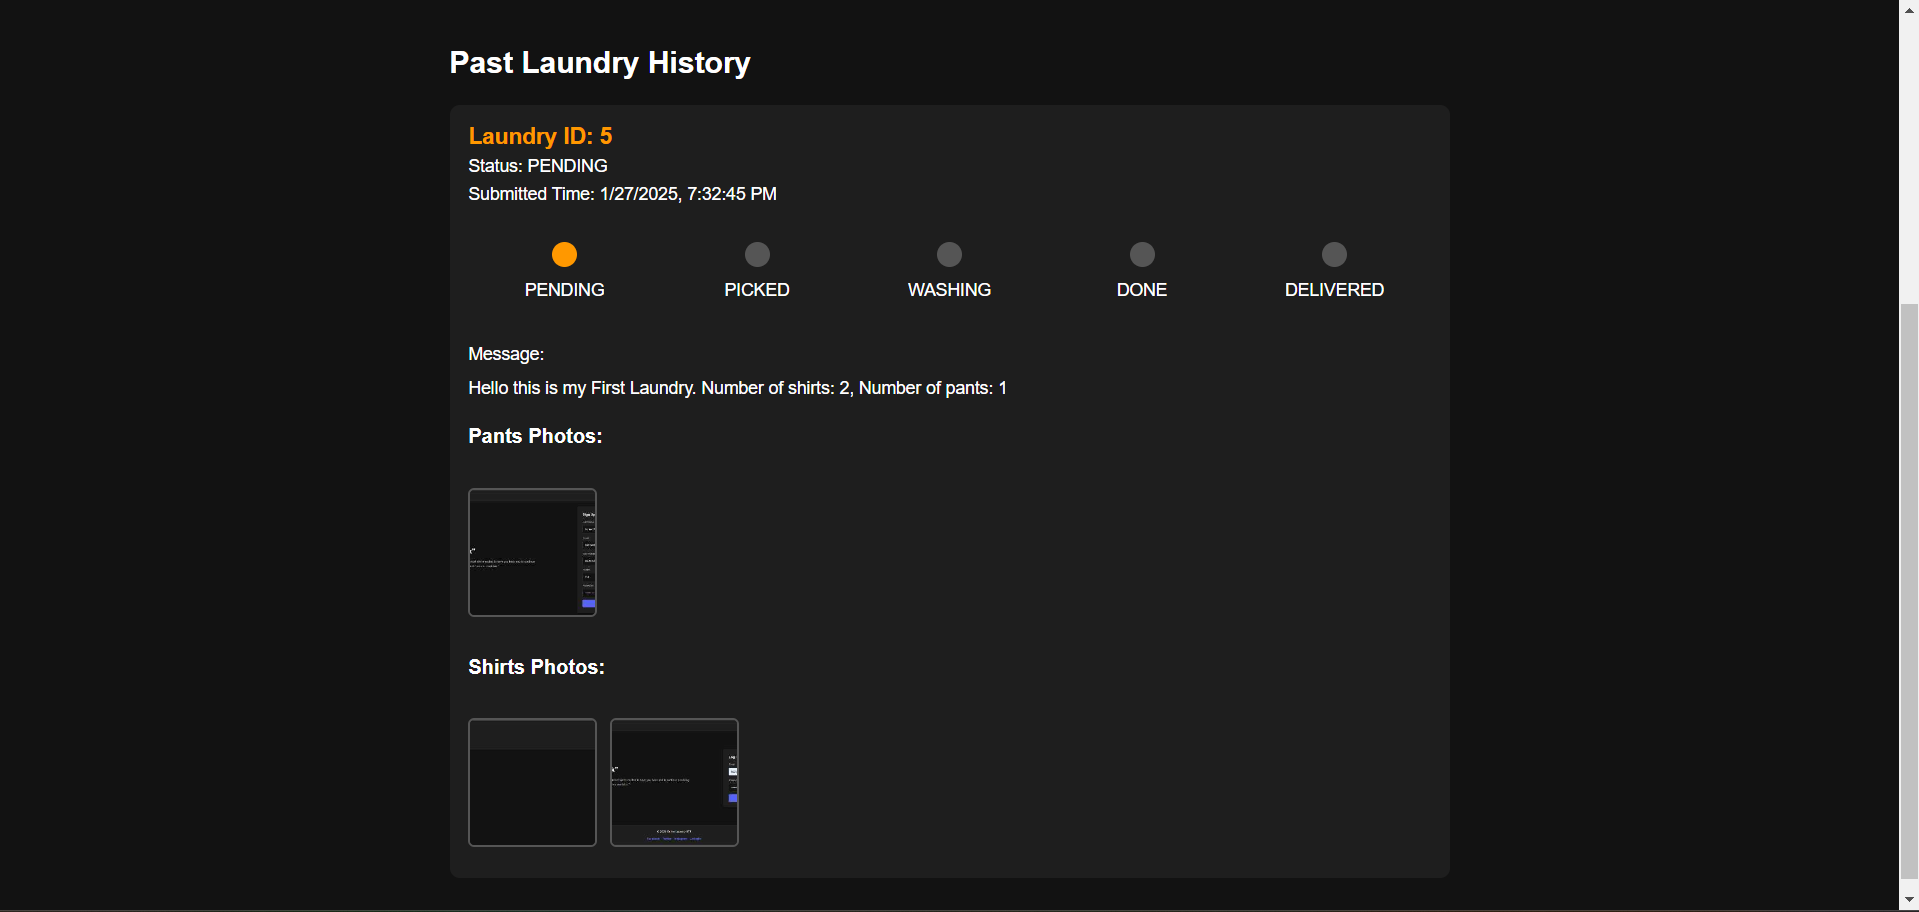 Past Laundry History
Laundry ID: 5
Status: PENDING
Submitted Time: 1/27/2025, 7:32:45 PM
PENDING PICKED WASHING DONE DELIVERED
Message:
Hello this is my First Laundry. Number of shirts: 2, Number of pants: 1
Pants Photos:
Sign
Shirts Photos: